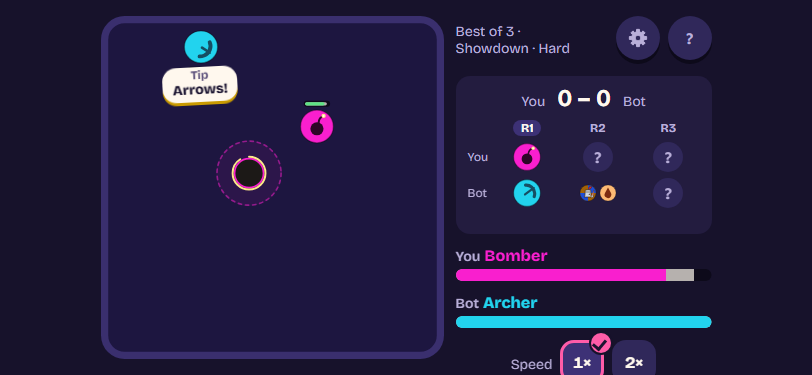 Best of 3 ·
Showdown · Hard
?
Tip
Arrows!
You 0 – 0 Bot
R1 R2 R3
You ? ?
Bot ?
You Bomber
Bot Archer
Speed 1× 2×